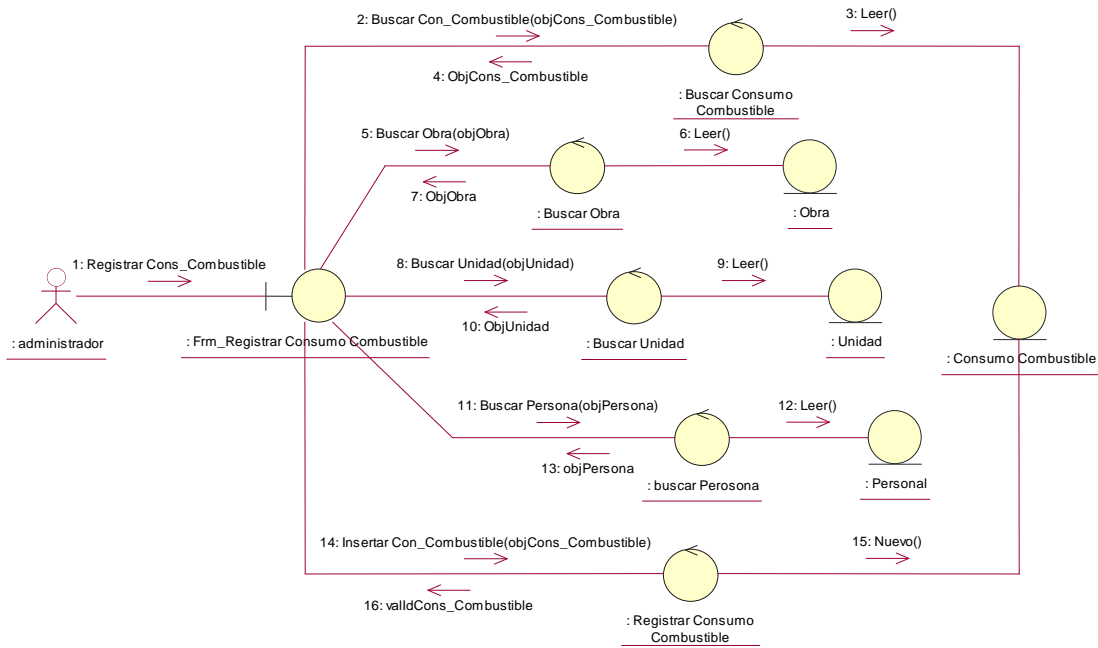 2: Buscar Con_Combustible(objCons_Combustible)
3: Leer()
4: ObjCons_Combustible
: Buscar Consumo
Combustible
5: Buscar Obra(objObra)
6: Leer()
7: ObjObra
: Buscar Obra
: Obra
1: Registrar Cons_Combustible
8: Buscar Unidad(objUnidad)
9: Leer()
10: ObjUnidad
: administrador
: Frm_Registrar Consumo Combustible
: Buscar Unidad
: Unidad
: Consumo Combustible
11: Buscar Persona(objPersona)
12: Leer()
13: objPersona
: buscar Perosona
: Personal
14: Insertar Con_Combustible(objCons_Combustible)
15: Nuevo()
16: valIdCons_Combustible
: Registrar Consumo
Combustible